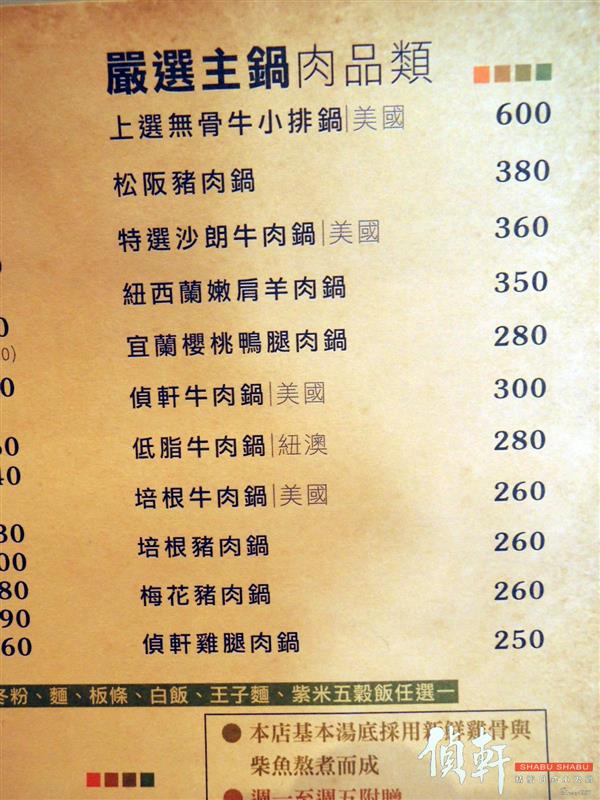 嚴選主鍋肉品類
上選無骨牛小排鍋|美國 600
松阪豬肉鍋 380
特選沙朗牛肉鍋|美國 360
紐西蘭嫩肩羊肉鍋 350
宜蘭櫻桃鴨腿肉鍋 280
偵軒牛肉鍋|美國 300
低脂牛肉鍋|紐澳 280
培根牛肉鍋|美國 260
培根豬肉鍋 260
梅花豬肉鍋 260
偵軒雞腿肉鍋 250
冬粉、麵、板條、白飯、王子麵、紫米五穀飯任選一
●本店基本湯底採用新鮮雞骨與
柴魚熬煮而成
●週一至週五附贈
偵軒
SHABU SHABU